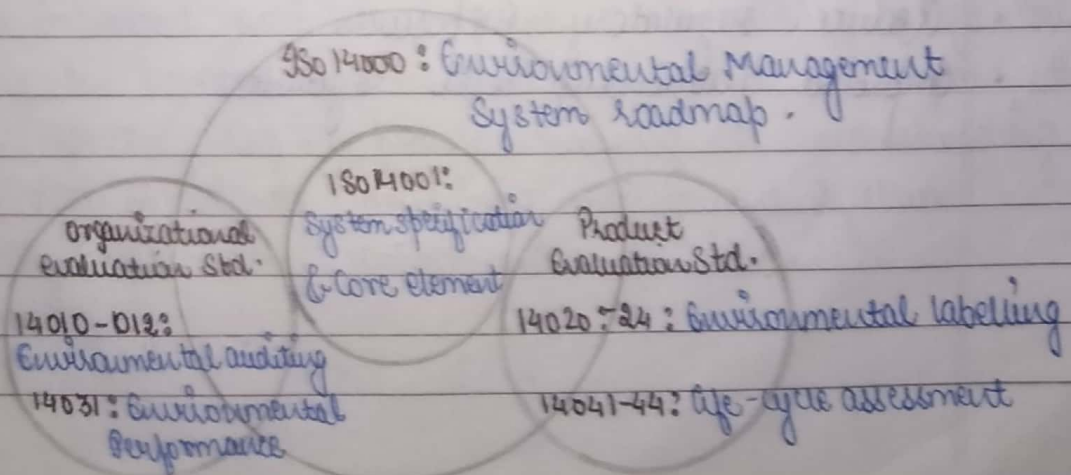 ISO 14000: Environmental Management
System roadmap.
ISO 14001:
System specification
& Core element
Organizational
evaluation Std.
14010-012:
Environmental auditing
14031: Environmental
Performance
Product
Evaluation Std.
14020-24: Environmental labelling
14041-44: life-cycle assessment